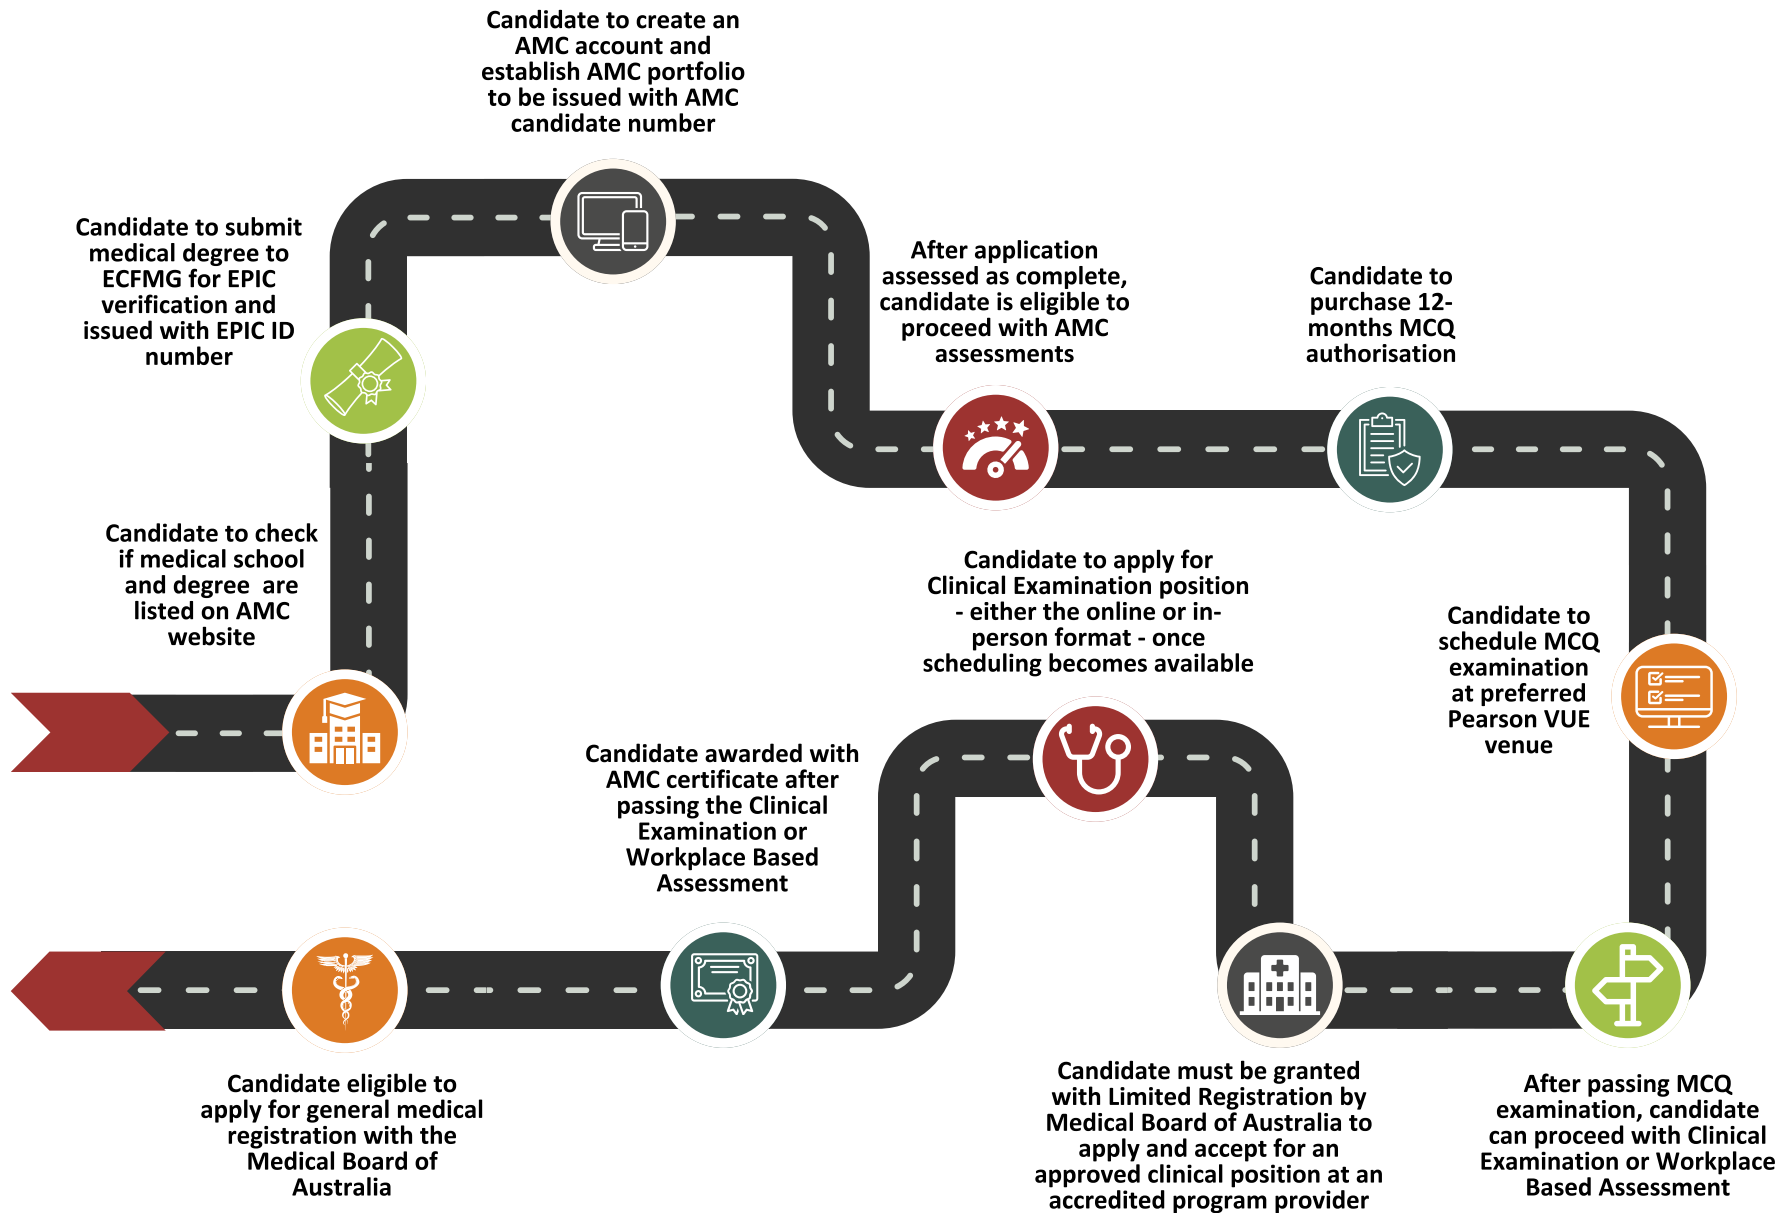 Candidate to check
if medical school
and degree are
listed on AMC
website
Candidate to submit
medical degree to
ECFMG for EPIC
verification and
issued with EPIC ID
number
Candidate to create an
AMC account and
establish AMC portfolio
to be issued with AMC
candidate number
After application
assessed as complete,
candidate is eligible to
proceed with AMC
assessments
Candidate to
purchase 12-
months MCQ
authorisation
Candidate to
schedule MCQ
examination
at preferred
Pearson VUE
venue
After passing MCQ
examination, candidate
can proceed with Clinical
Examination or Workplace
Based Assessment
Candidate must be granted
with Limited Registration by
Medical Board of Australia to
apply and accept for an
approved clinical position at an
accredited program provider
Candidate to apply for
Clinical Examination position
- either the online or in-
person format - once
scheduling becomes available
Candidate awarded with
AMC certificate after
passing the Clinical
Examination or
Workplace Based
Assessment
Candidate eligible to
apply for general medical
registration with the
Medical Board of
Australia